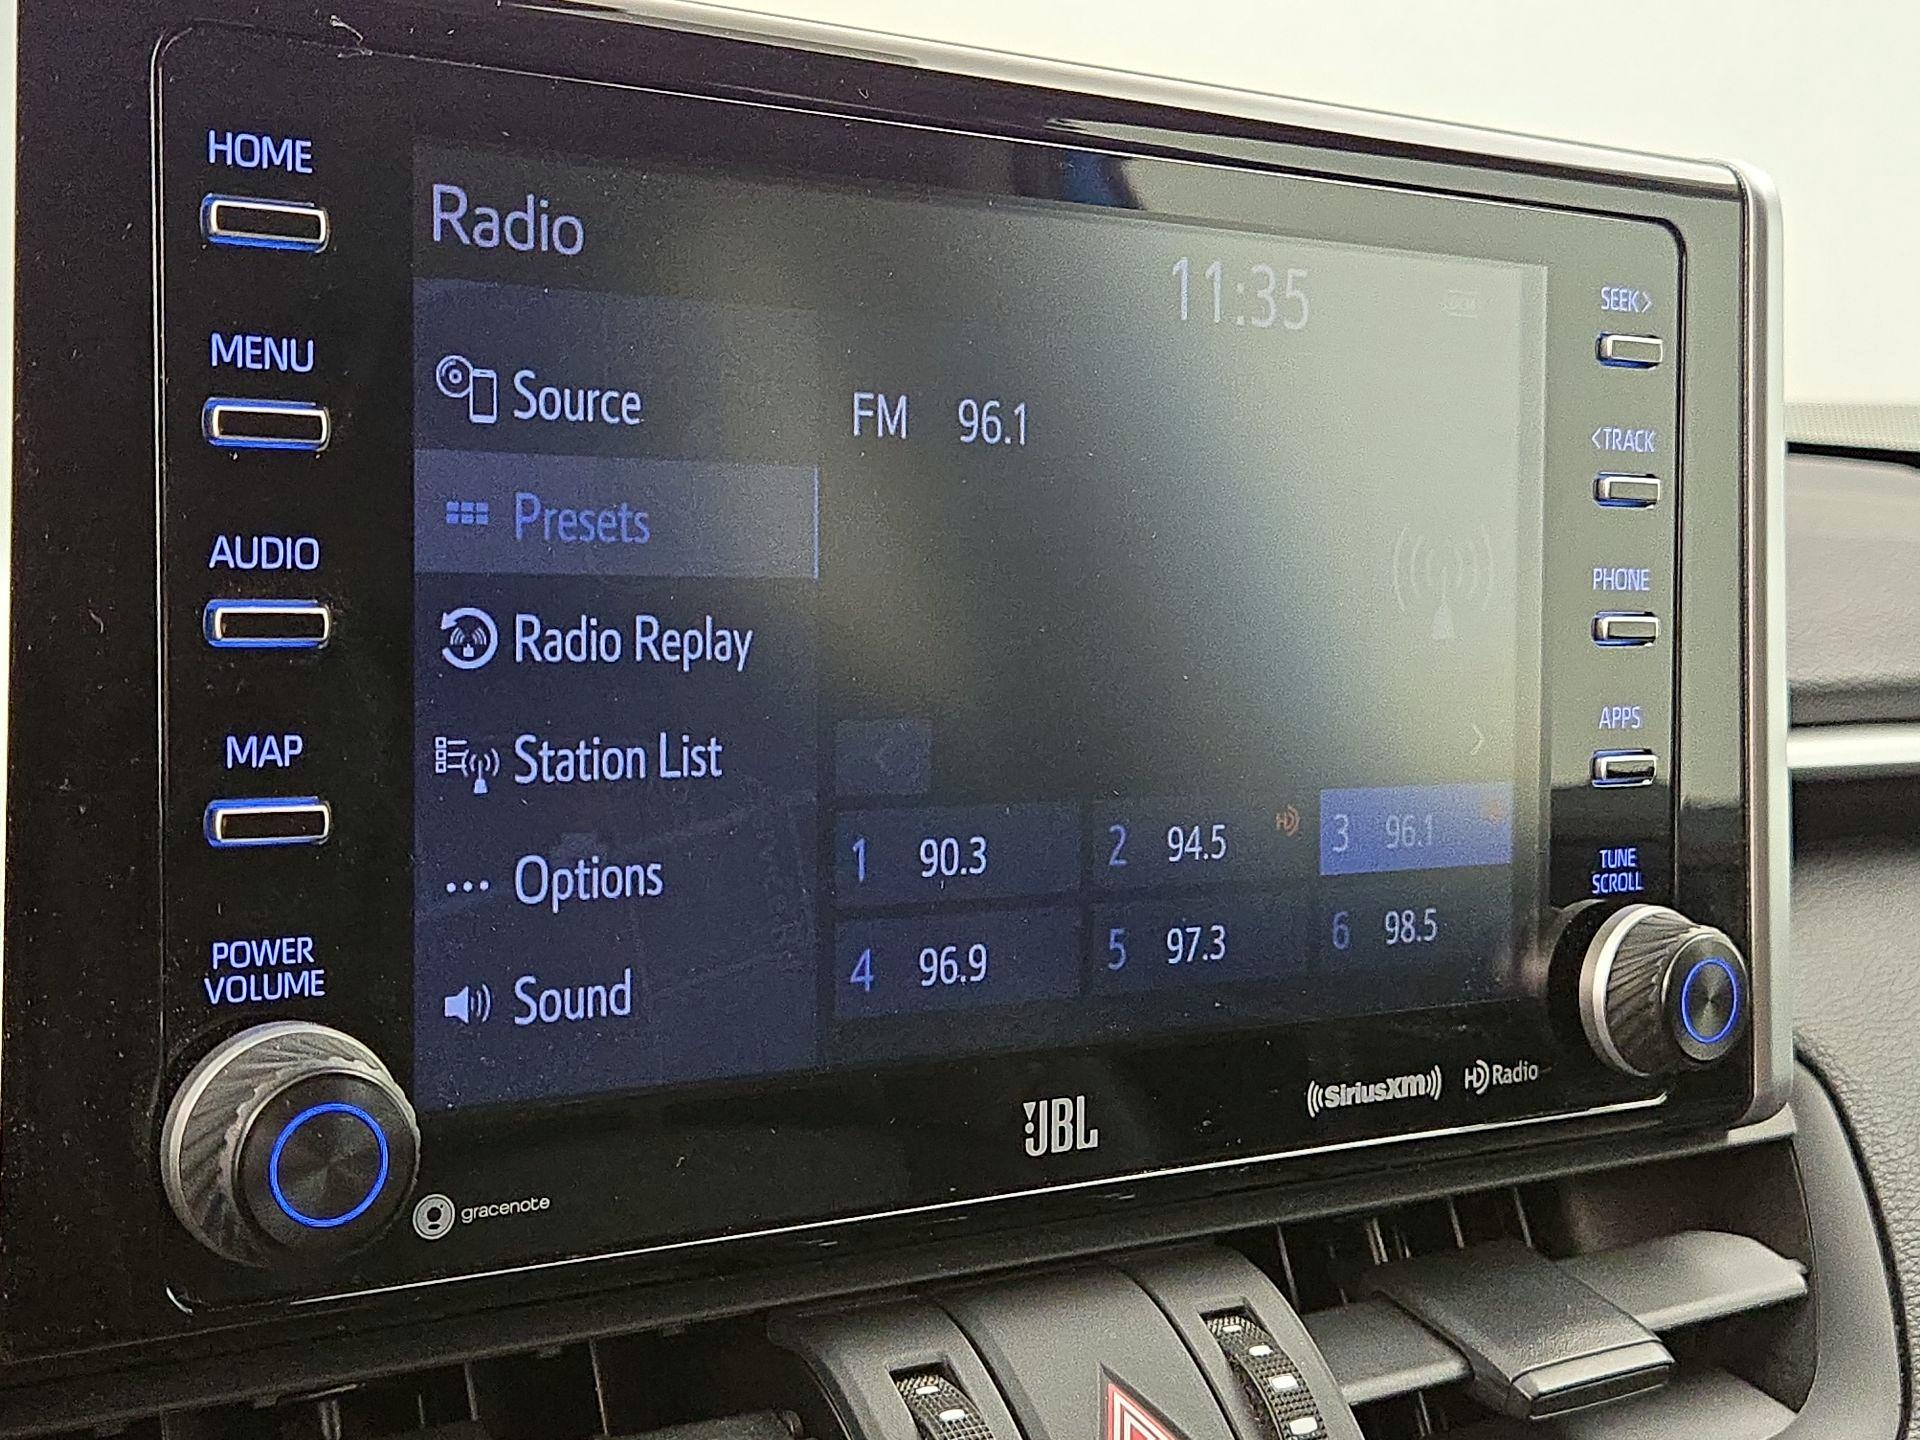 HOME
MENU
AUDIO
MAP
POWER
VOLUME
Radio
11:35
Source
Presets
Radio Replay
Station List
Options
Sound
FM 96.1
1 90.3
2 94.5 HD
3 96.1
4 96.9
5 97.3
6 98.5
SEEK>
<TRACK
PHONE
APPS
TUNE
SCROLL
gracenote
JBL
SiriusXM
HD Radio